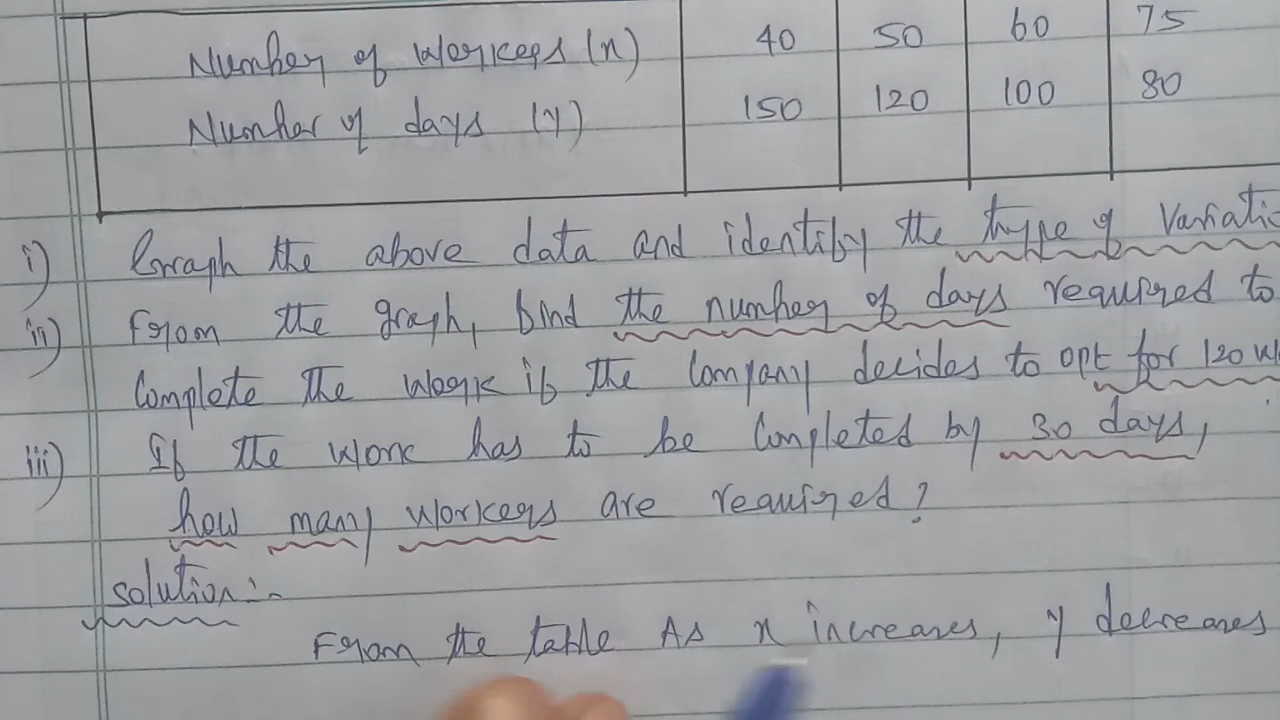 Number of workers (x) 40 50 60 75
Number of days (y) 150 120 100 80
i) Graph the above data and identify the type of Variatio
ii) From the graph, find the number of days required to
Complete the work if the Company decides to opt for 120 w
iii) If the work has to be Completed by 30 days,
how many workers are required?
Solution:-
From the table As x increases, y decreases